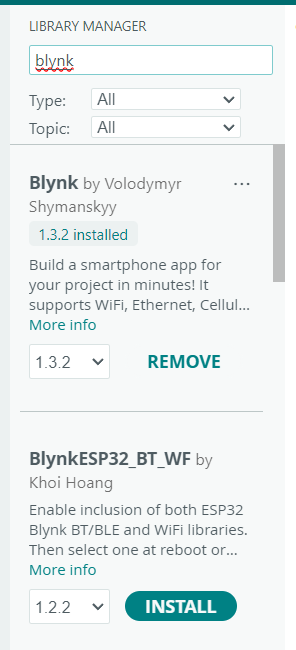 LIBRARY MANAGER
blynk
Type: All
Topic: All
Blynk by Volodymyr
Shymanskyy
1.3.2 installed
Build a smartphone app for
your project in minutes! It
supports WiFi, Ethernet, Cellul...
More info
1.3.2 REMOVE
BlynkESP32_BT_WF by
Khoi Hoang
Enable inclusion of both ESP32
Blynk BT/BLE and WiFi libraries.
Then select one at reboot or...
More info
1.2.2 INSTALL